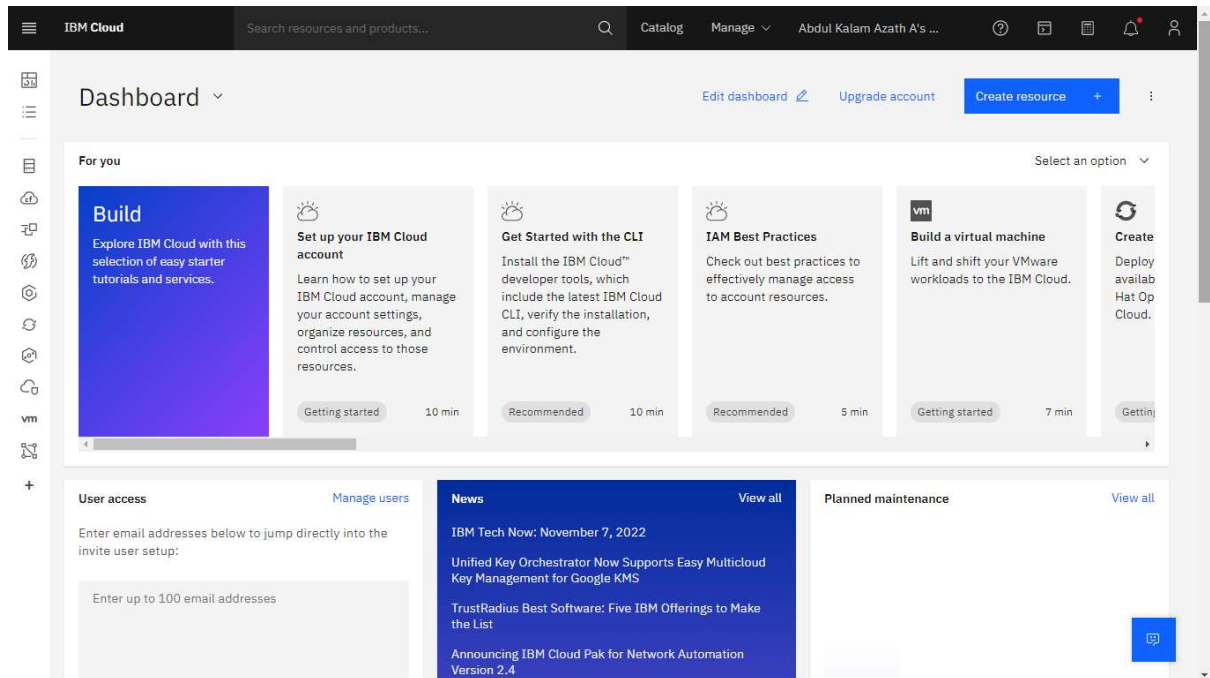 IBM Cloud
Search resources and products...
Catalog
Manage
Abdul Kalam Azath A's ...
Dashboard
Edit dashboard
Upgrade account
Create resource +
For you
Select an option
Build
Explore IBM Cloud with this
selection of easy starter
tutorials and services.
Set up your IBM Cloud
account
Learn how to set up your
IBM Cloud account, manage
your account settings,
organize resources, and
control access to those
resources.
Getting started
10 min
Get Started with the CLI
Install the IBM Cloud™
developer tools, which
include the latest IBM Cloud
CLI, verify the installation,
and configure the
environment.
Recommended
10 min
IAM Best Practices
Check out best practices to
effectively manage access
to account resources.
Recommended
5 min
vm
Build a virtual machine
Lift and shift your VMware
workloads to the IBM Cloud.
Getting started
7 min
Create
Deploy
availab
Hat Op
Cloud.
Getting
vm
User access
Manage users
Enter email addresses below to jump directly into the
invite user setup:
Enter up to 100 email addresses
News
View all
IBM Tech Now: November 7, 2022
Unified Key Orchestrator Now Supports Easy Multicloud
Key Management for Google KMS
TrustRadius Best Software: Five IBM Offerings to Make
the List
Announcing IBM Cloud Pak for Network Automation
Version 2.4
Planned maintenance
View all